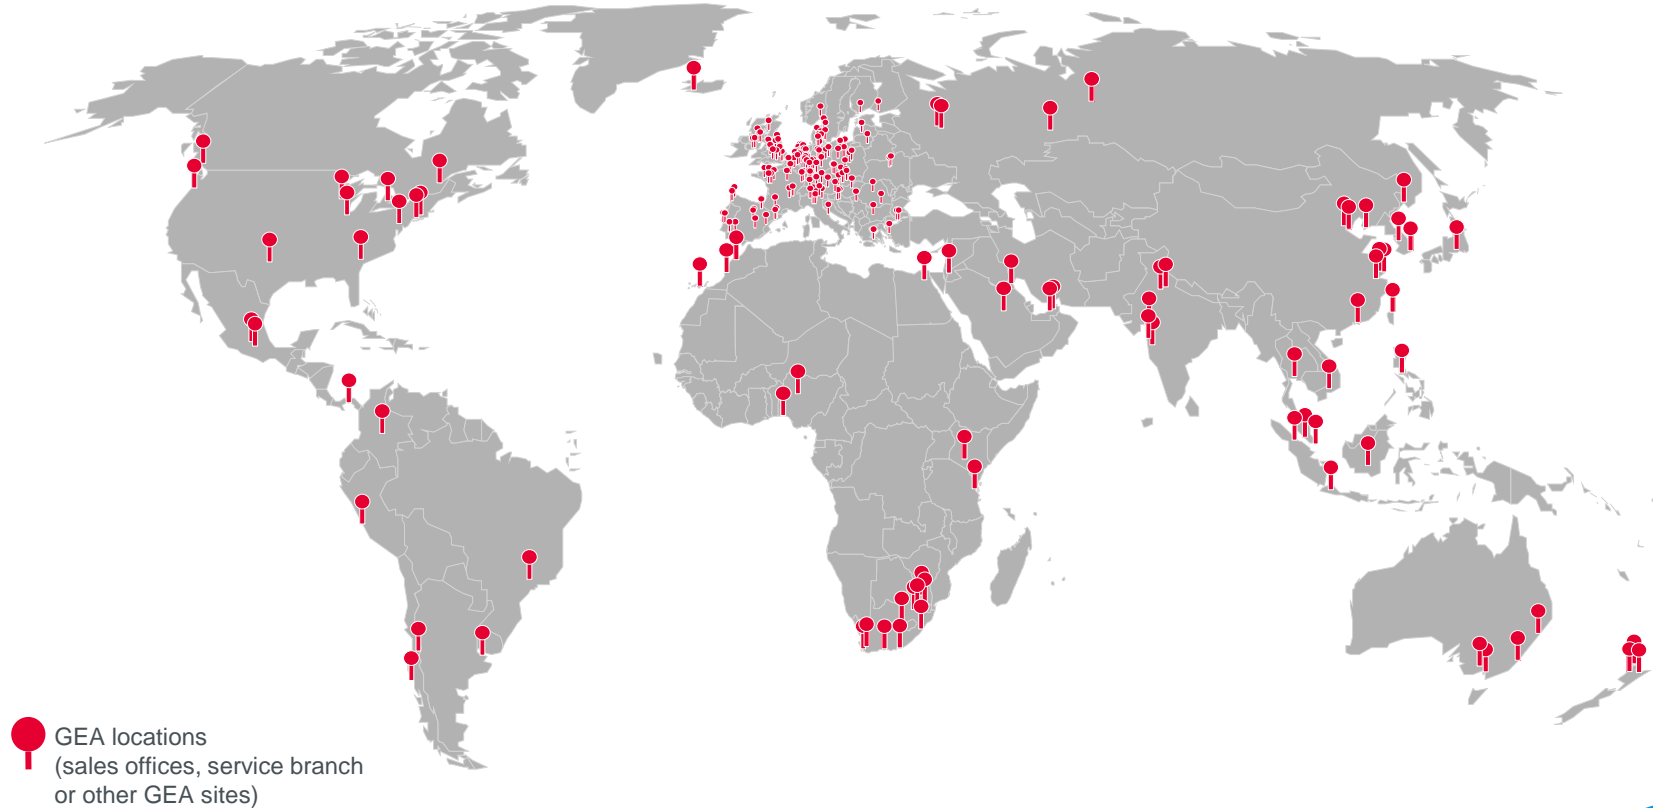 GEA locations
(sales offices, service branch
or other GEA sites)